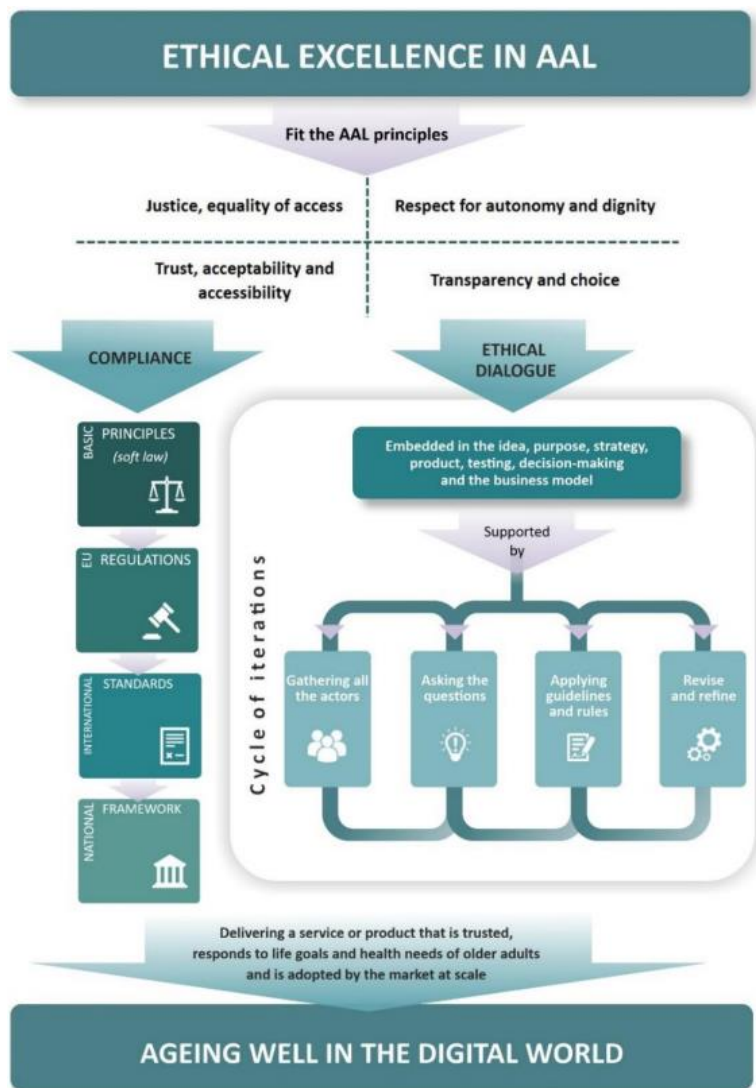 ETHICAL EXCELLENCE IN AAL
Fit the AAL principles
Justice, equality of access
Respect for autonomy and dignity
Trust, acceptability and
accessibility
Transparency and choice
COMPLIANCE
BASIC
PRINCIPLES
(soft law)
EU
REGULATIONS
INTERNATIONAL
STANDARDS
NATIONAL
FRAMEWORK
ETHICAL
DIALOGUE
Embedded in the idea, purpose, strategy,
product, testing, decision-making
and the business model
Supported
by
Cycle of iterations
Gathering all
the actors
Asking the
questions
Applying
guidelines
and rules
Revise
and refine
Delivering a service or product that is trusted,
responds to life goals and health needs of older adults
and is adopted by the market at scale
AGEING WELL IN THE DIGITAL WORLD